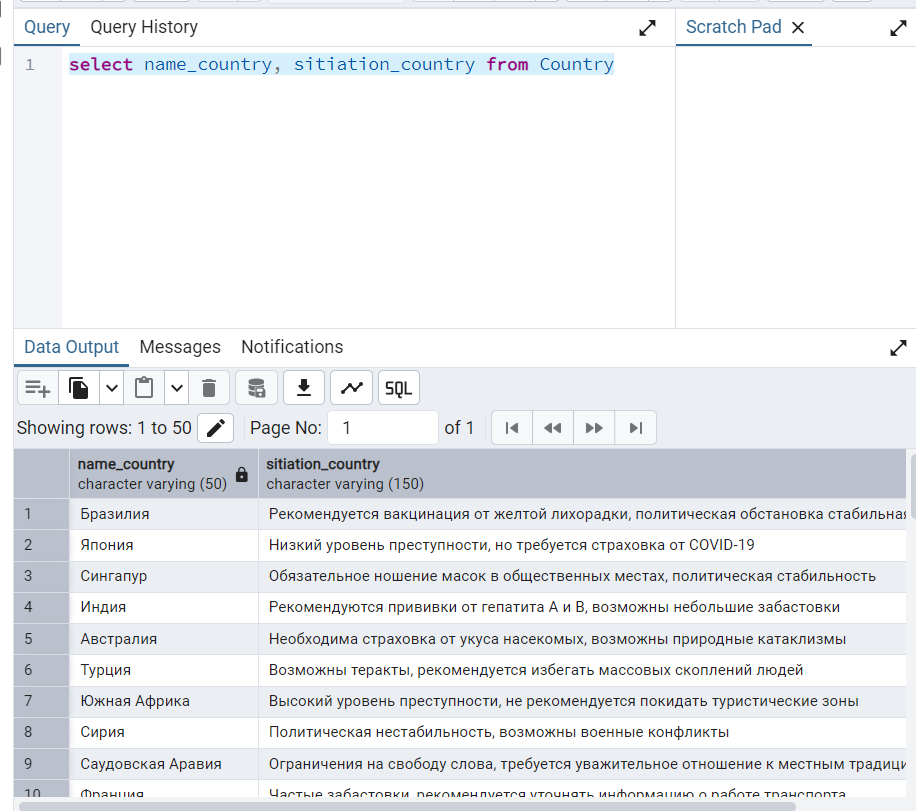 Query Query History
Scratch Pad
1 select name_country, sitiation_country from Country
Data Output Messages Notifications
SQL
Showing rows: 1 to 50 Page No: 1 of 1
name_country sitiation_country
character varying (50) character varying (150)
1 Бразилия Рекомендуется вакцинация от желтой лихорадки, политическая обстановка стабильная
2 Япония Низкий уровень преступности, но требуется страховка от COVID-19
3 Сингапур Обязательное ношение масок в общественных местах, политическая стабильность
4 Индия Рекомендуются прививки от гепатита А и В, возможны небольшие забастовки
5 Австралия Необходима страховка от укуса насекомых, возможны природные катаклизмы
6 Турция Возможны теракты, рекомендуется избегать массовых скоплений людей
7 Южная Африка Высокий уровень преступности, не рекомендуется покидать туристические зоны
8 Сирия Политическая нестабильность, возможны военные конфликты
9 Саудовская Аравия Ограничения на свободу слова, требуется уважительное отношение к местным традици
10 Франция Частые забастовки, рекомендуется уточнять информацию о работе транспорта